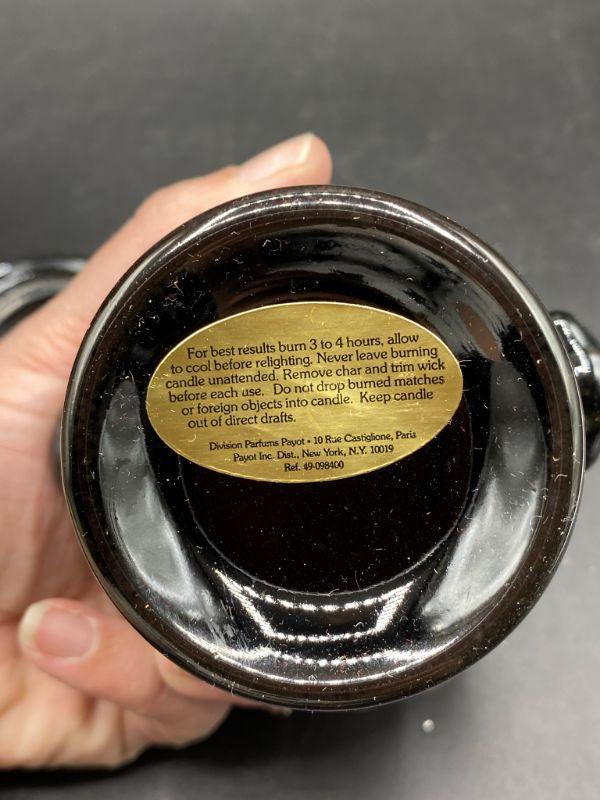 For best results burn 3 to 4 hours, allow
to cool before relighting. Never leave burning
candle unattended. Remove char and trim wick
before each use. Do not drop burned matches
or foreign objects into candle. Keep candle
out of direct drafts.
Division Parfums Payot • 10 Rue Castiglione, Paris
Payot Inc. Dist., New York, N.Y. 10019
Ref. 49-098400